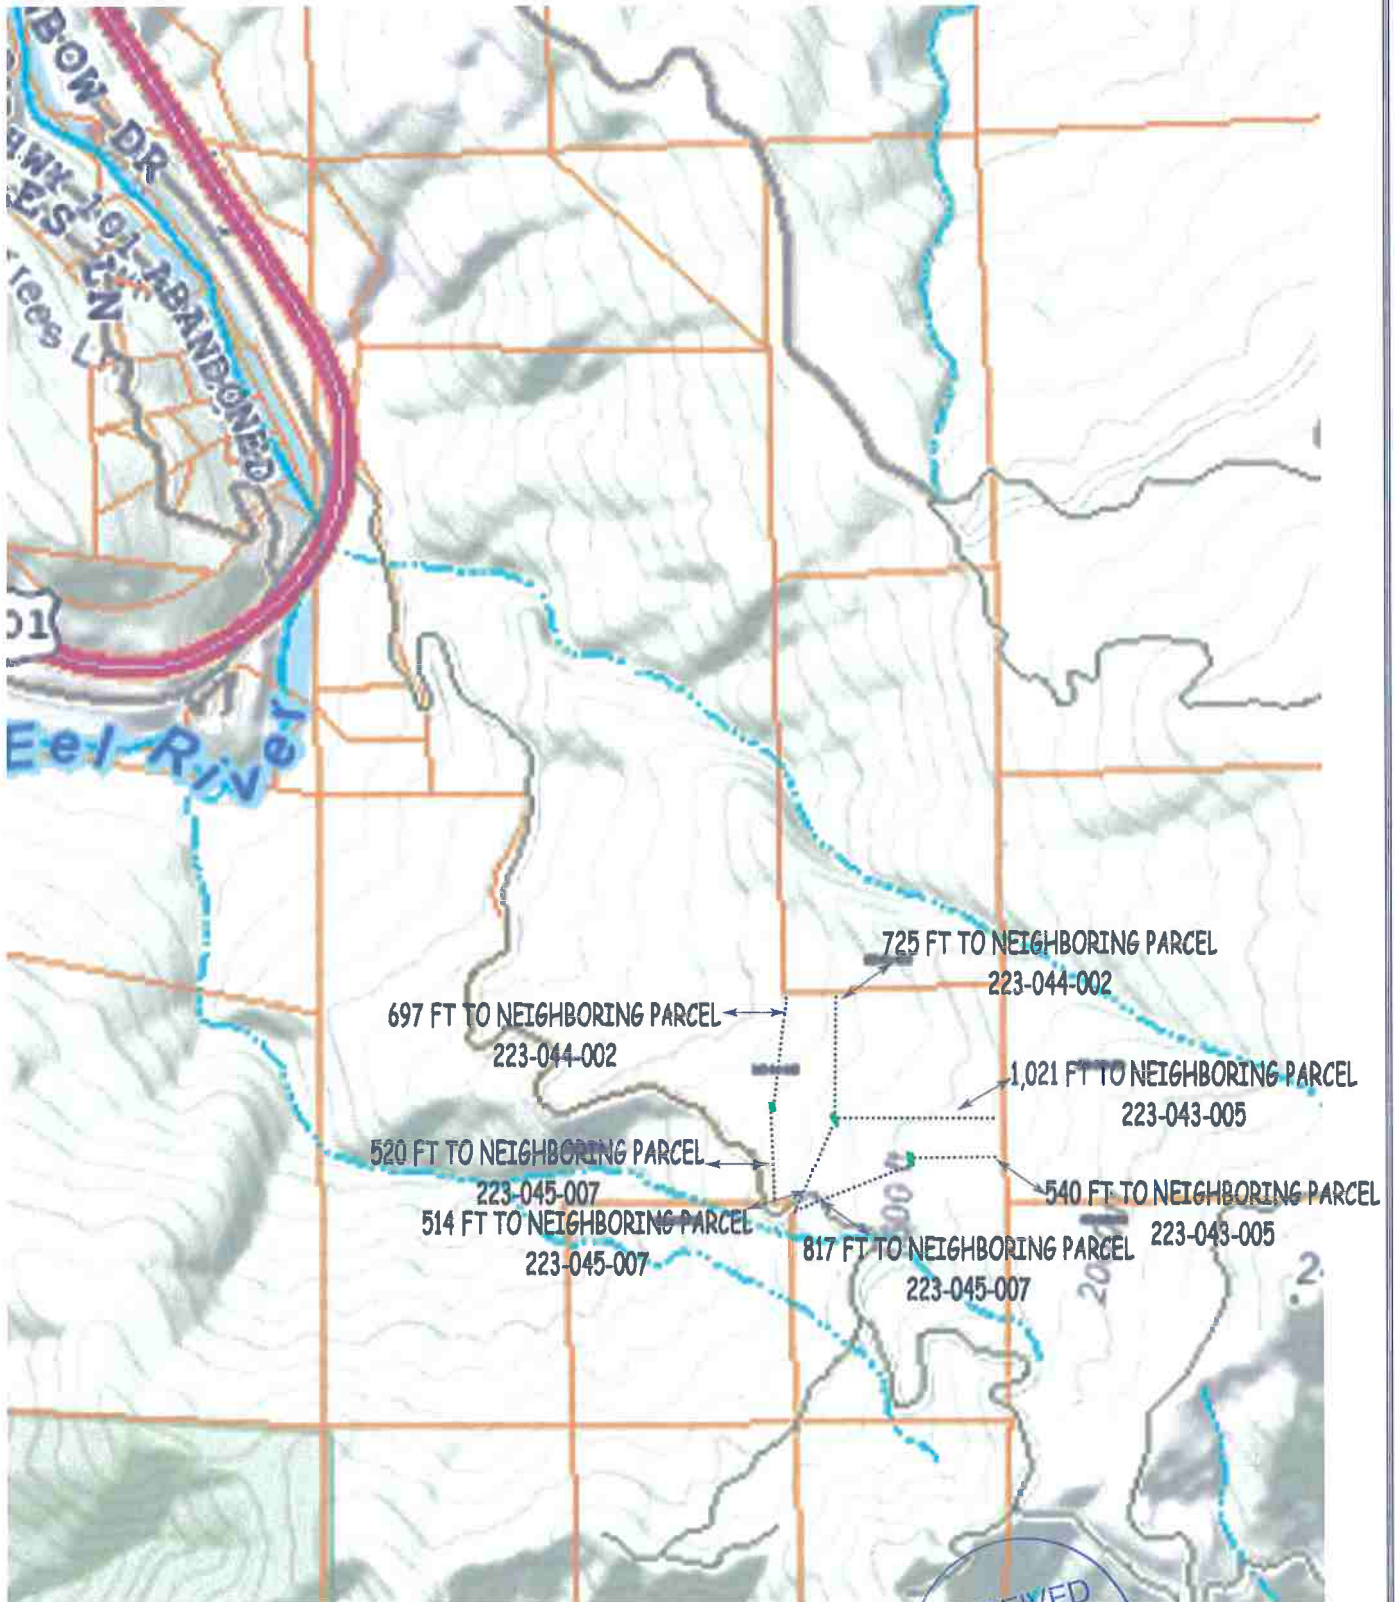 BOW DR
HWY 101-ABANDONED
ES LN
rees L
01
Eel River
725 FT TO NEIGHBORING PARCEL
223-044-002
697 FT TO NEIGHBORING PARCEL
223-044-002
1,021 FT TO NEIGHBORING PARCEL
223-043-005
520 FT TO NEIGHBORING PARCEL
223-045-007
540 FT TO NEIGHBORING PARCEL
223-043-005
514 FT TO NEIGHBORING PARCEL
223-045-007
817 FT TO NEIGHBORING PARCEL
223-045-007